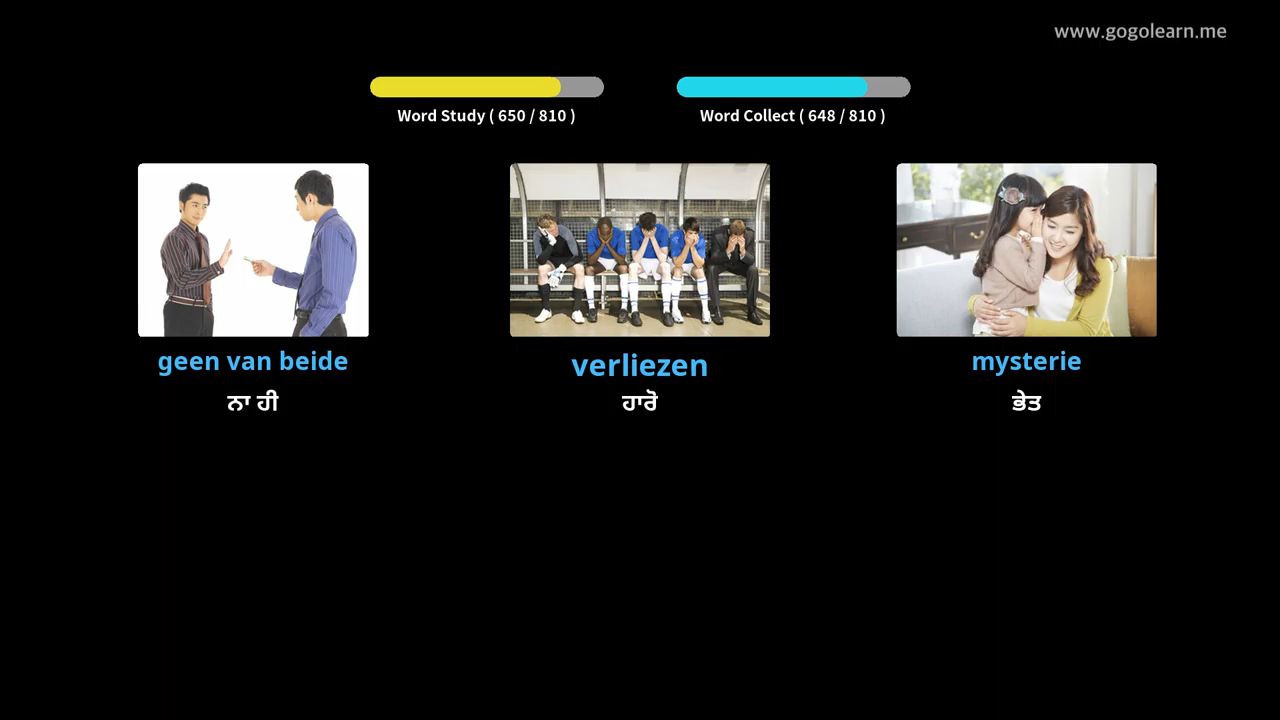 www.gogolearn.me
Word Study ( 650 / 810 )
Word Collect ( 648 / 810 )
geen van beide
verliezen
mysterie
ਨਾ ਹੀ
ਹਾਰੋ
ਭੇਤ